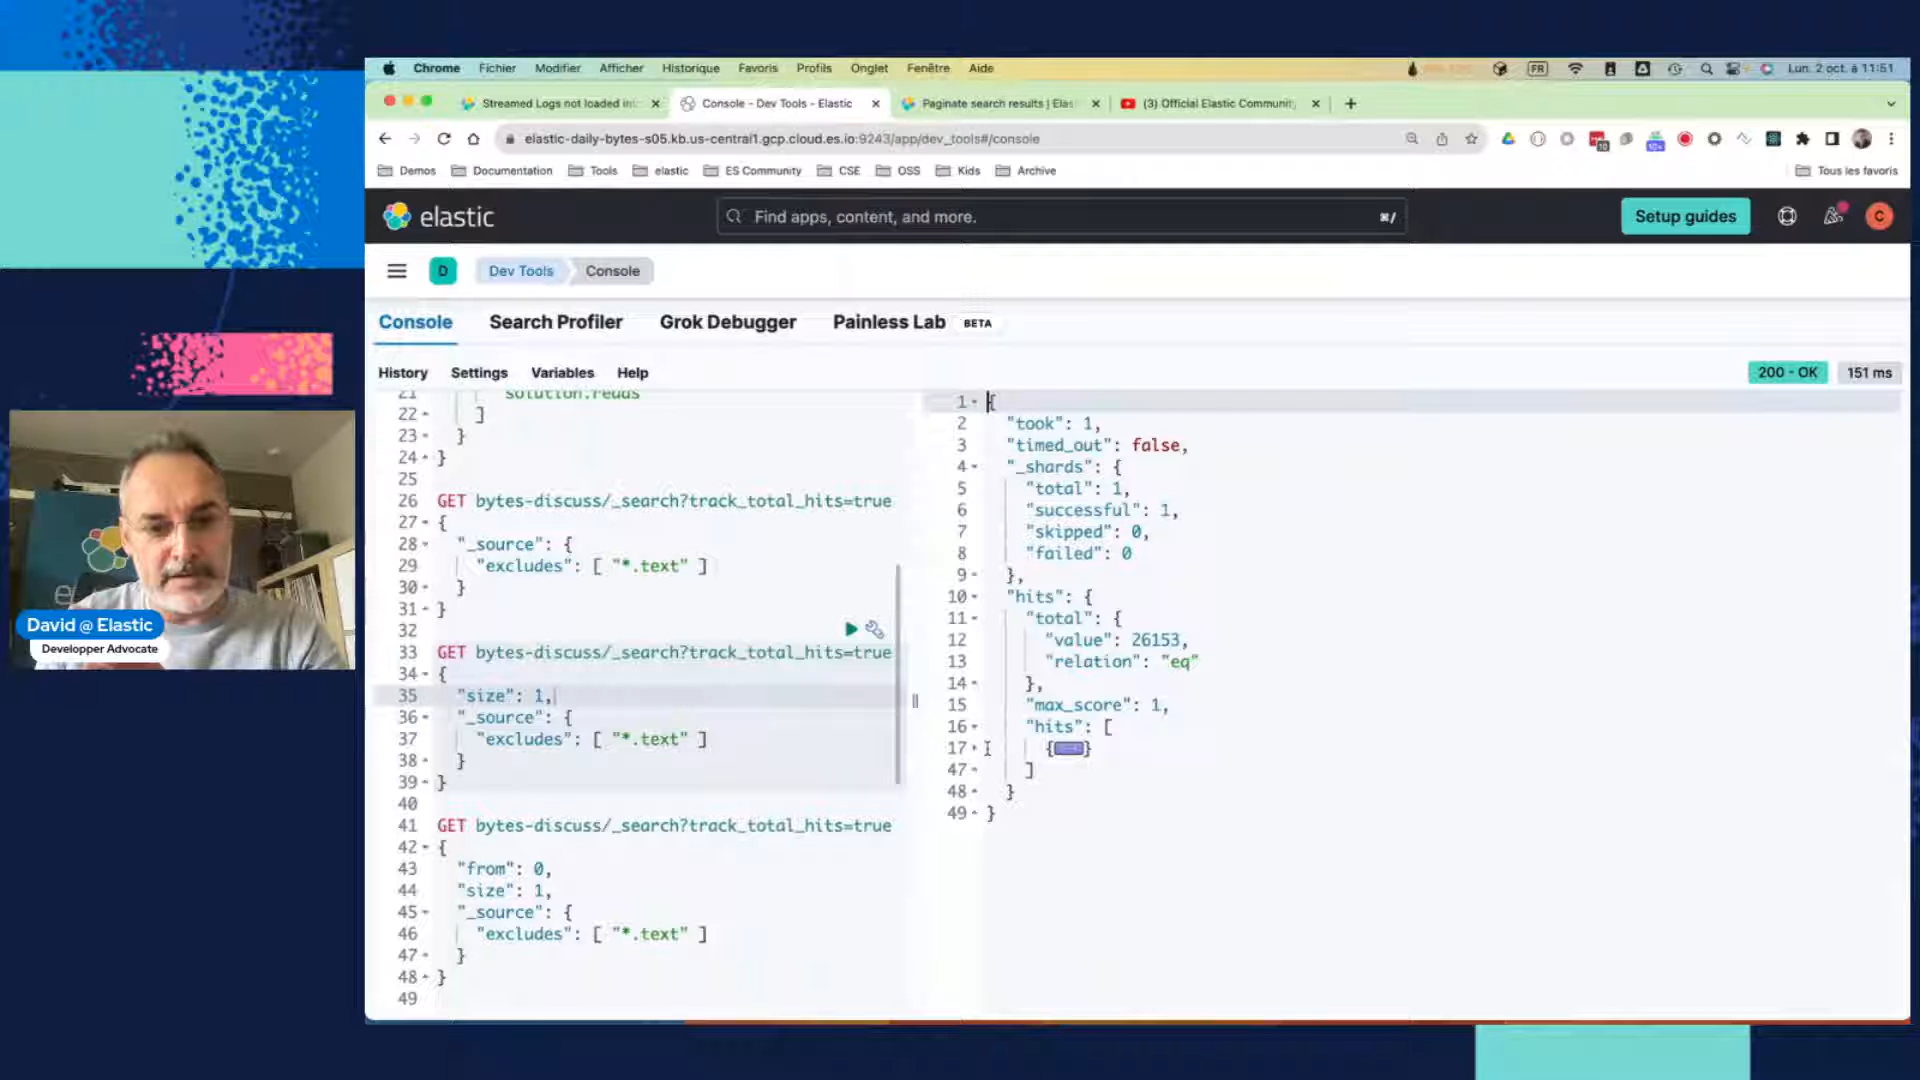 Chrome Fichier Modifier Afficher Historique Favoris Profils Onglet Fenêtre Aide FR Lun. 2 oct. à 11:51
Streamed Logs not loaded in Console - Dev Tools - Elastic Paginate search results | Elas (3) Official Elastic Communit
elastic-daily-bytes-s05.kb.us-central1.gcp.cloud.es.io:9243/app/dev_tools#/console
Demos Documentation Tools elastic ES Community CSE OSS Kids Archive Tous les favoris
elastic Find apps, content, and more. ⌘/ Setup guides C
D Dev Tools Console
Console Search Profiler Grok Debugger Painless Lab BETA
History Settings Variables Help 200 - OK 151 ms
21 solution.reads
22 ]
23 }
24 }
25
26 GET bytes-discuss/_search?track_total_hits=true
27 {
28 "_source": {
29 "excludes": [ "*.text" ]
30 }
31 }
32
33 GET bytes-discuss/_search?track_total_hits=true
34 {
35 "size": 1,
36 "_source": {
37 "excludes": [ "*.text" ]
38 }
39 }
40
41 GET bytes-discuss/_search?track_total_hits=true
42 {
43 "from": 0,
44 "size": 1,
45 "_source": {
46 "excludes": [ "*.text" ]
47 }
48 }
49
1 {
2 "took": 1,
3 "timed_out": false,
4 "_shards": {
5 "total": 1,
6 "successful": 1,
7 "skipped": 0,
8 "failed": 0
9 },
10 "hits": {
11 "total": {
12 "value": 26153,
13 "relation": "eq"
14 },
15 "max_score": 1,
16 "hits": [
17 {}
47 ]
48 }
49 }
David @ Elastic
Developper Advocate